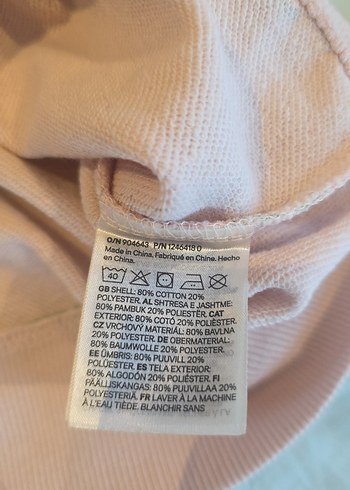 O/N 904643 P/N 1246418 D
Made in China. Fabriqué en Chine. Hecho
en China.
40
GB SHELL: 80% COTTON 20%
POLYESTER. AL SHTRESA E JASHTME:
80% PAMBUK 20% POLIESTËR. CAT
EXTERIOR: 80% COTÓ 20% POLIÈSTER.
CZ VRCHOVÝ MATERIÁL: 80% BAVLNA
20% POLYESTER. DE OBERMATERIAL:
80% BAUMWOLLE 20% POLYESTER.
EE ÜMBRIS: 80% PUUVILL 20%
POLÜESTER. ES TELA EXTERIOR:
80% ALGODÓN 20% POLIÉSTER. FI
PÄÄLLISKANGAS: 80% PUUVILLAA 20%
POLYESTERIÄ. FR LAVER À LA MACHINE
À L'EAU TIÈDE. BLANCHIR SANS